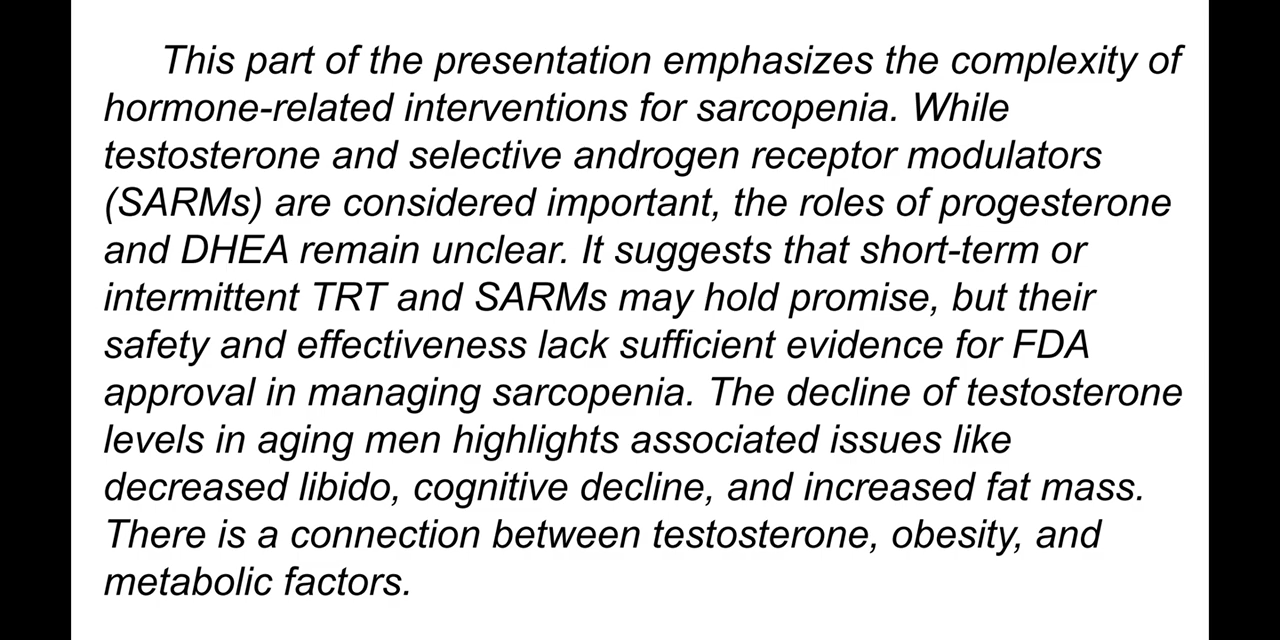 This part of the presentation emphasizes the complexity of
hormone-related interventions for sarcopenia. While
testosterone and selective androgen receptor modulators
(SARMs) are considered important, the roles of progesterone
and DHEA remain unclear. It suggests that short-term or
intermittent TRT and SARMs may hold promise, but their
safety and effectiveness lack sufficient evidence for FDA
approval in managing sarcopenia. The decline of testosterone
levels in aging men highlights associated issues like
decreased libido, cognitive decline, and increased fat mass.
There is a connection between testosterone, obesity, and
metabolic factors.